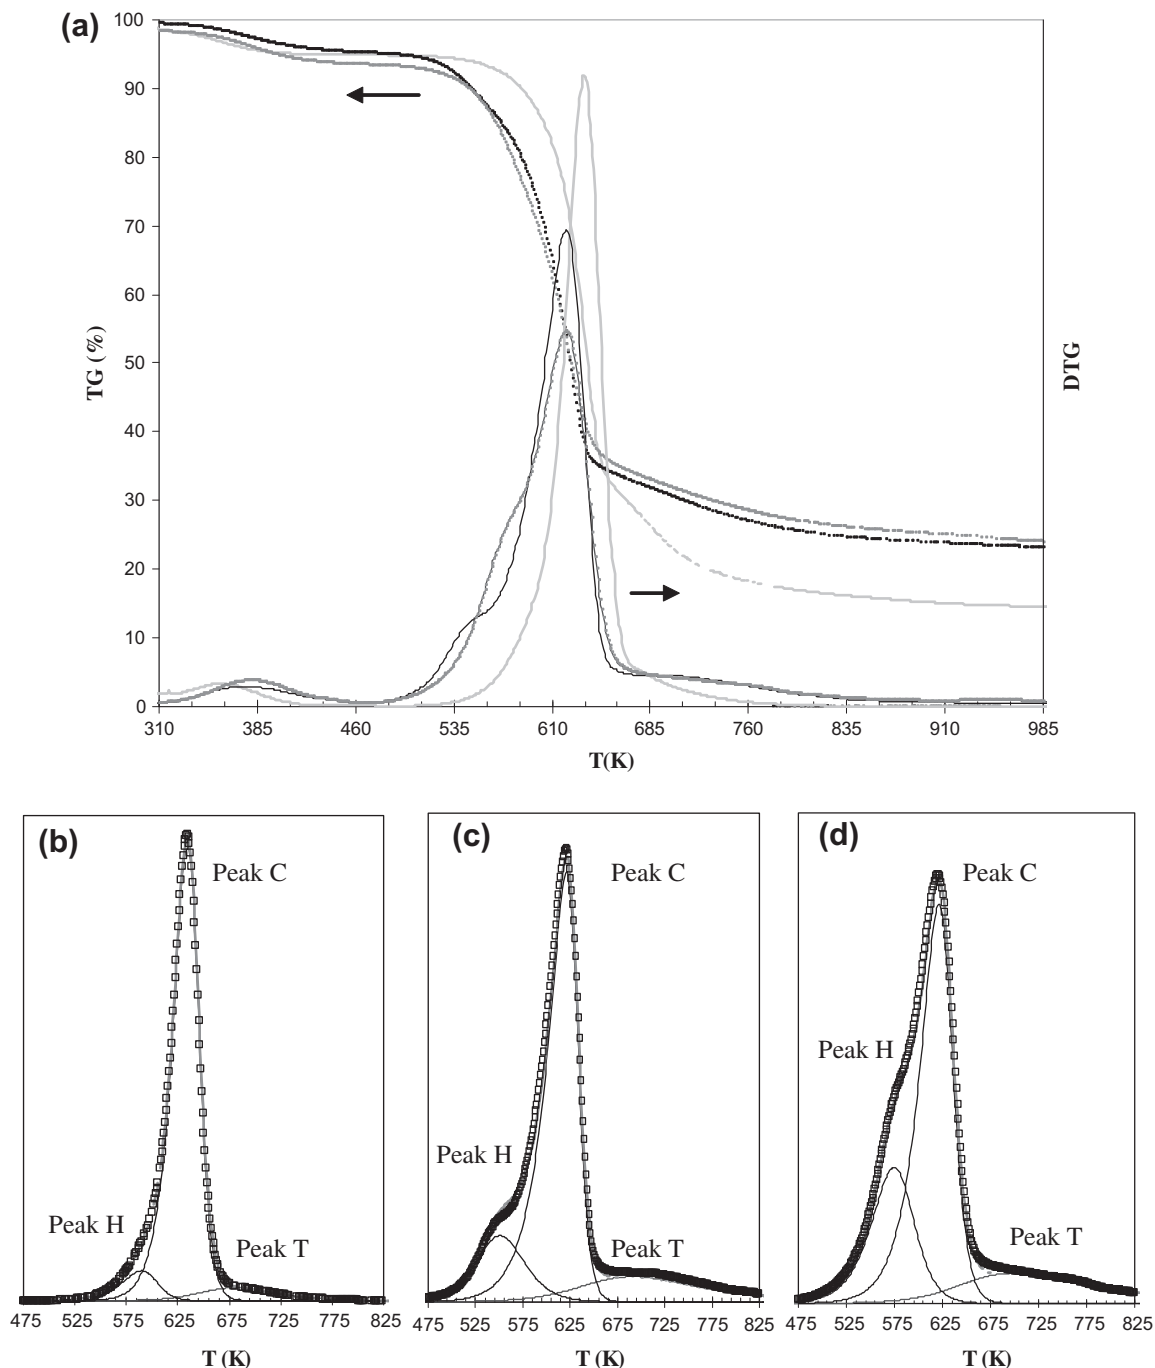 (a)
100
90
80
70
60
50
40
30
20
10
0
TG (%)
DTG
310 385 460 535 610 685 760 835 910 985
T(K)
(b)
Peak C
Peak H
Peak T
475 525 575 625 675 725 775 825
T (K)
(c)
Peak C
Peak H
Peak T
475 525 575 625 675 725 775 825
T (K)
(d)
Peak C
Peak H
Peak T
475 525 575 625 675 725 775 825
T (K)